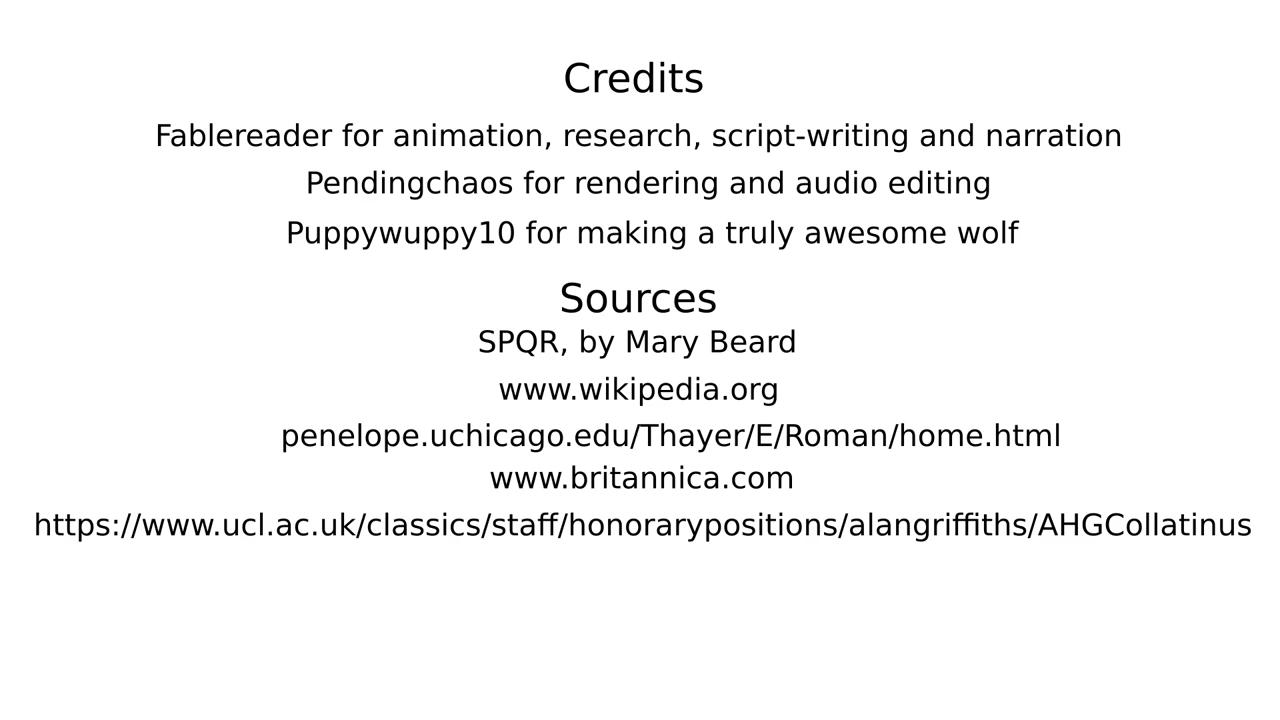 Credits
Fablereader for animation, research, script-writing and narration
Pendingchaos for rendering and audio editing
Puppywuppy10 for making a truly awesome wolf
Sources
SPQR, by Mary Beard
www.wikipedia.org
penelope.uchicago.edu/Thayer/E/Roman/home.html
www.britannica.com
https://www.ucl.ac.uk/classics/staff/honorarypositions/alangriffiths/AHGCollatinus